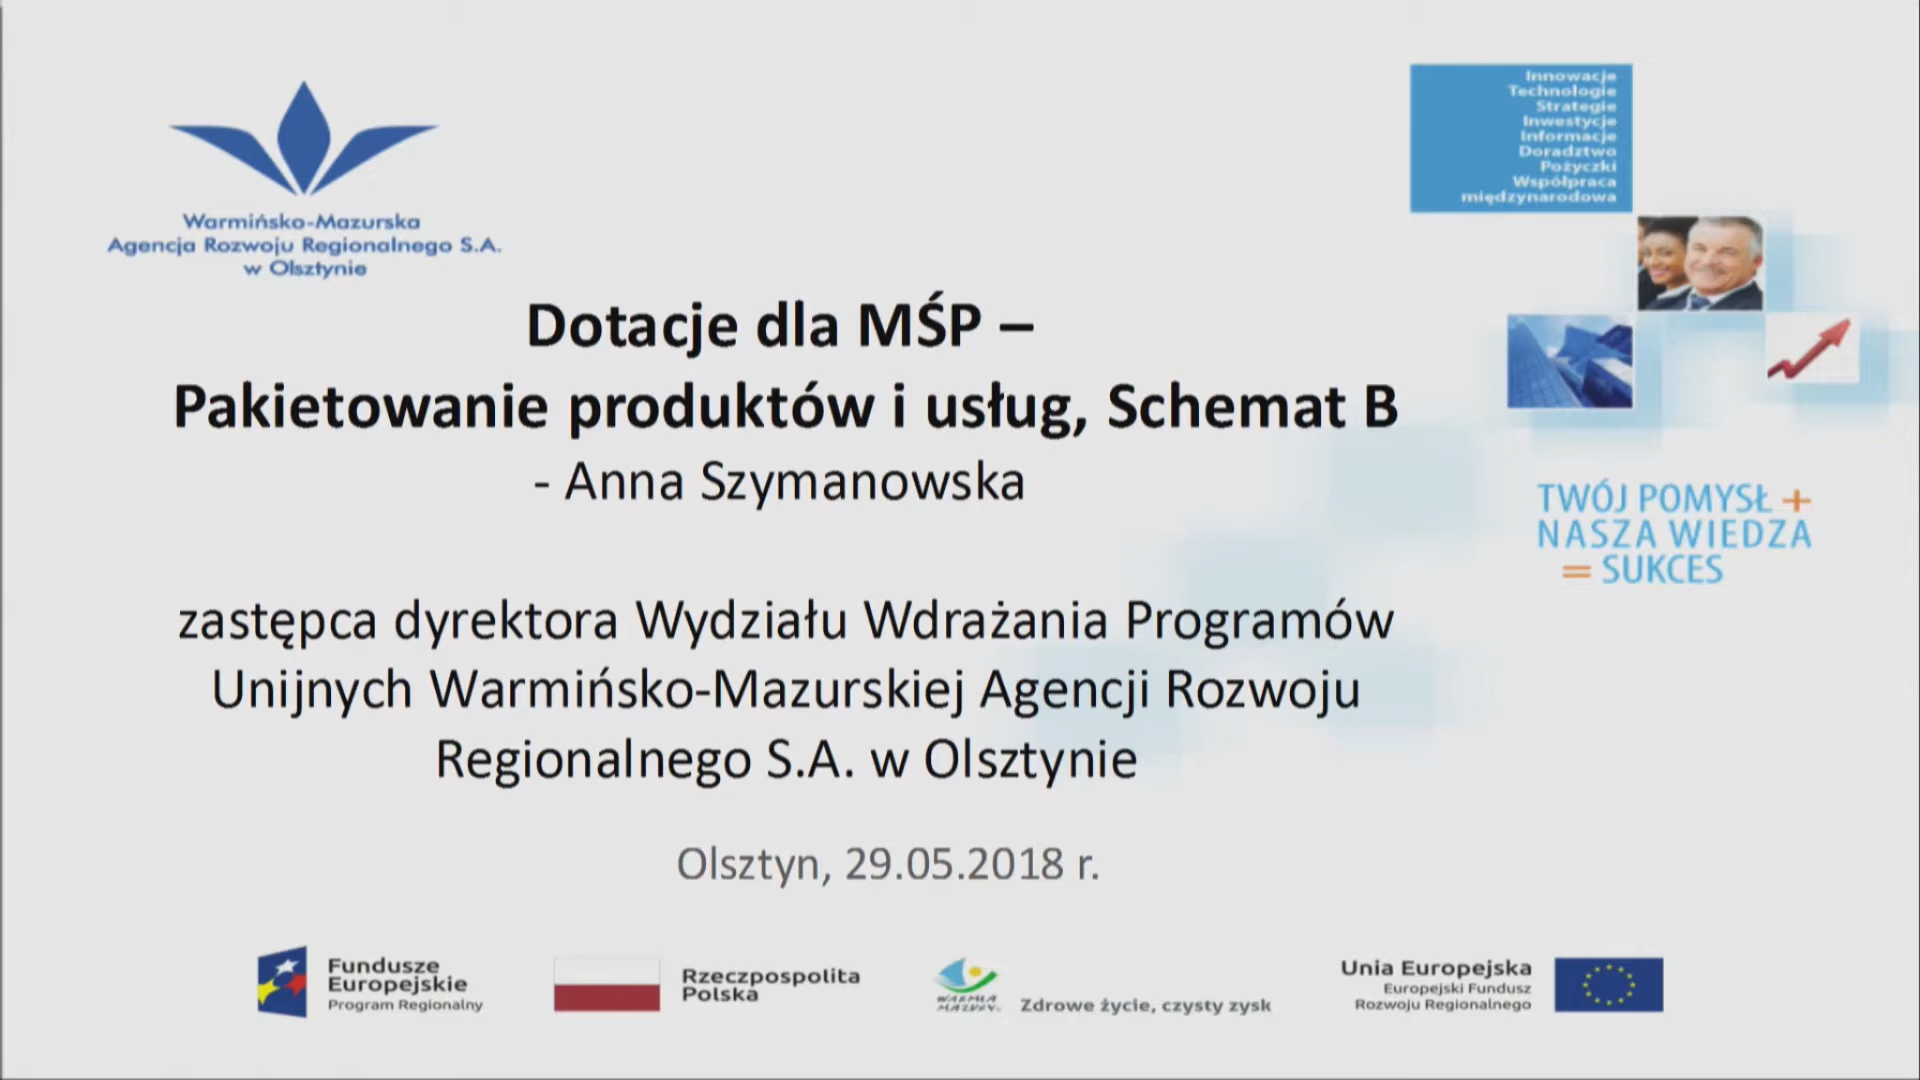 Warmińsko-Mazurska
Agencja Rozwoju Regionalnego S.A.
w Olsztynie
Innowacje
Technologie
Strategie
Inwestycje
Informacje
Doradztwo
Pożyczki
Współpraca
międzynarodowa
Dotacje dla MŚP –
Pakietowanie produktów i usług, Schemat B
- Anna Szymanowska
TWÓJ POMYSŁ +
NASZA WIEDZA
= SUKCES
zastępca dyrektora Wydziału Wdrażania Programów
Unijnych Warmińsko-Mazurskiej Agencji Rozwoju
Regionalnego S.A. w Olsztynie
Olsztyn, 29.05.2018 r.
Fundusze
Europejskie
Program Regionalny
Rzeczpospolita
Polska
WARMIA
MAZURY.
Zdrowe życie, czysty zysk
Unia Europejska
Europejski Fundusz
Rozwoju Regionalnego